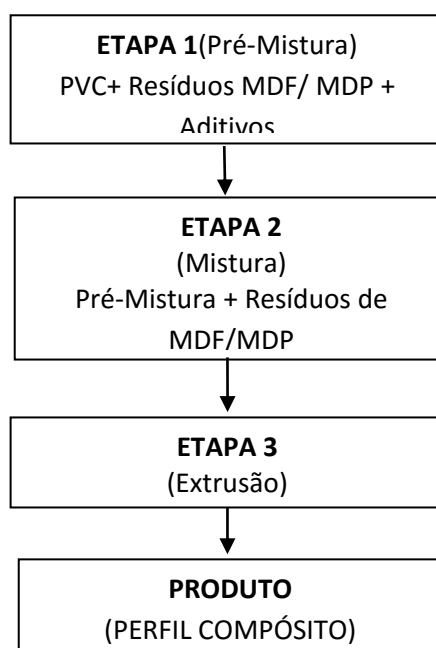 ETAPA 1(Pré-Mistura)
PVC+ Resíduos MDF/ MDP +
Aditivos
ETAPA 2
(Mistura)
Pré-Mistura + Resíduos de
MDF/MDP
ETAPA 3
(Extrusão)
PRODUTO
(PERFIL COMPÓSITO)